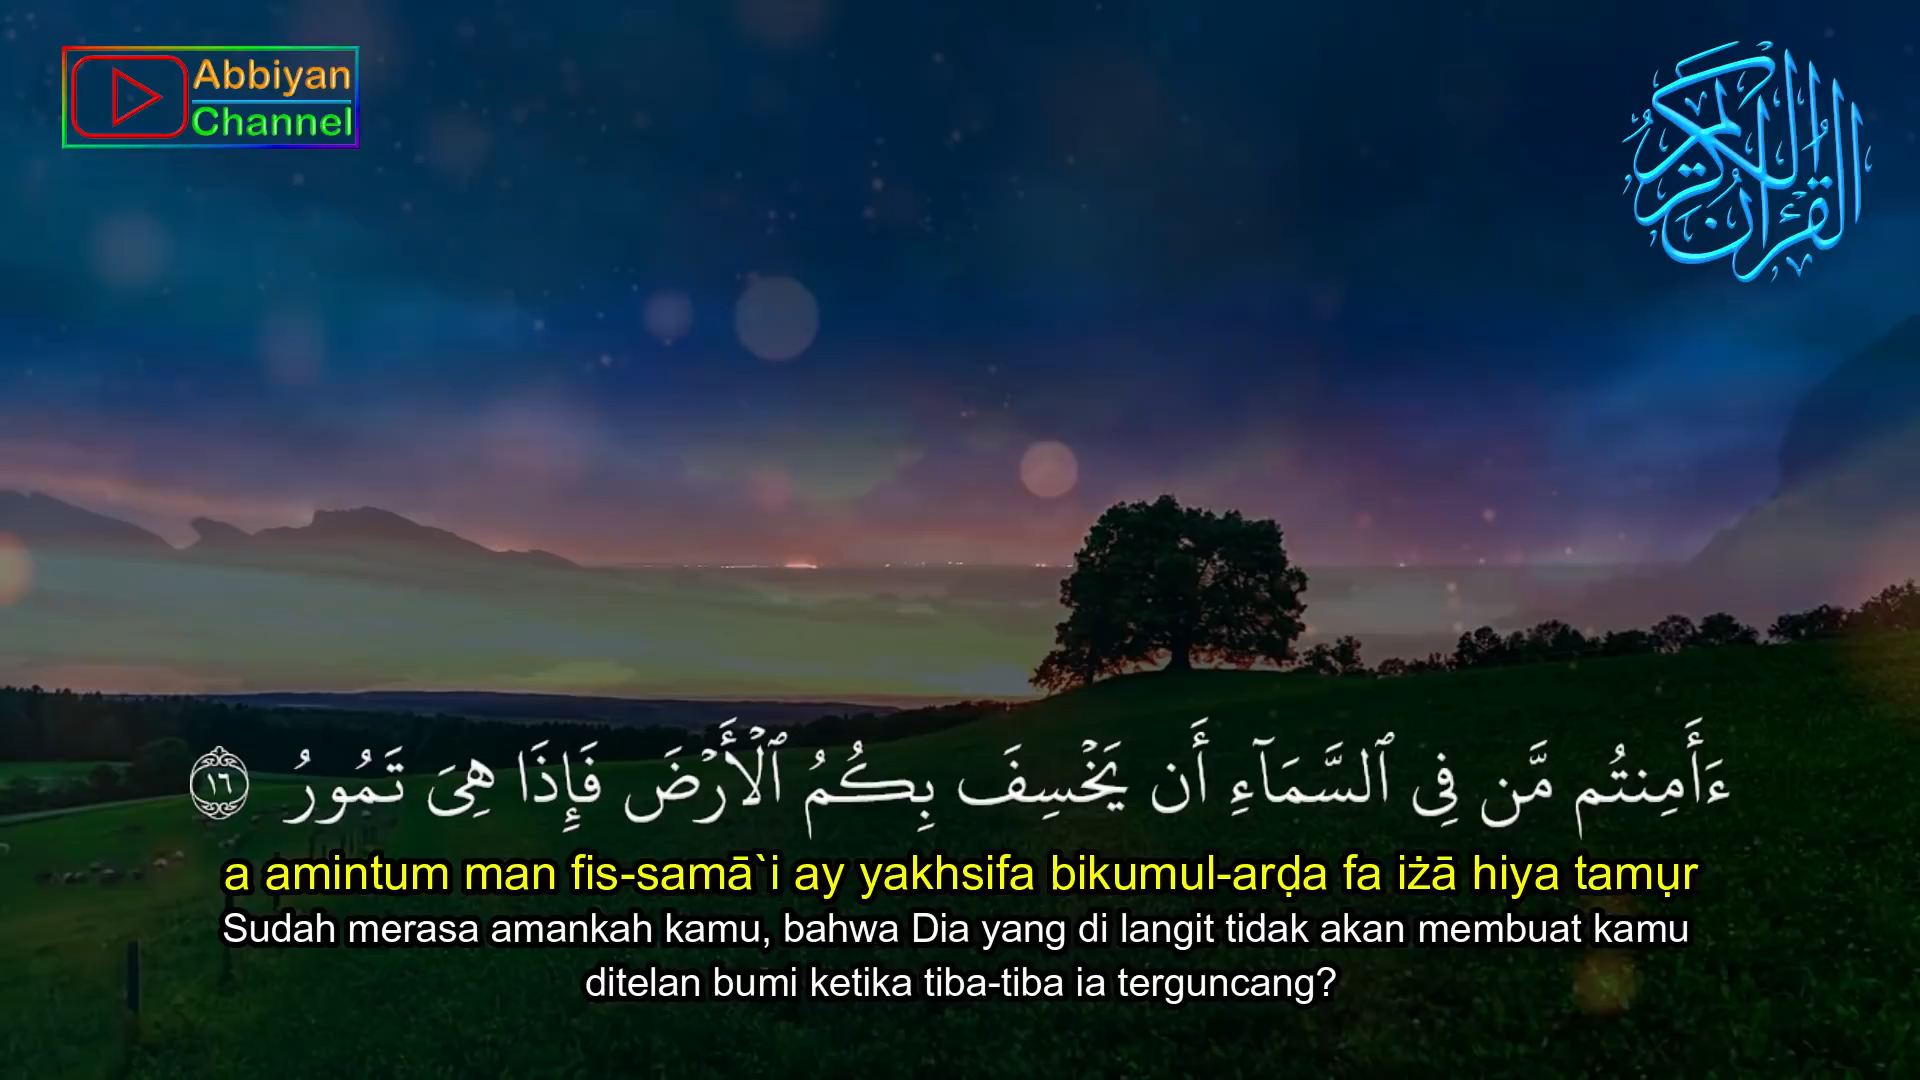 Abbiyan
Channel
القرآن الكريم
ءَأَمِنتُم مَّن فِى ٱلسَّمَآءِ أَن يَخْسِفَ بِكُمُ ٱلْأَرْضَ فَإِذَا هِىَ تَمُورُ ١٦
a amintum man fis-samā`i ay yakhsifa bikumul-arḍa fa iżā hiya tamụr
Sudah merasa amankah kamu, bahwa Dia yang di langit tidak akan membuat kamu
ditelan bumi ketika tiba-tiba ia terguncang?